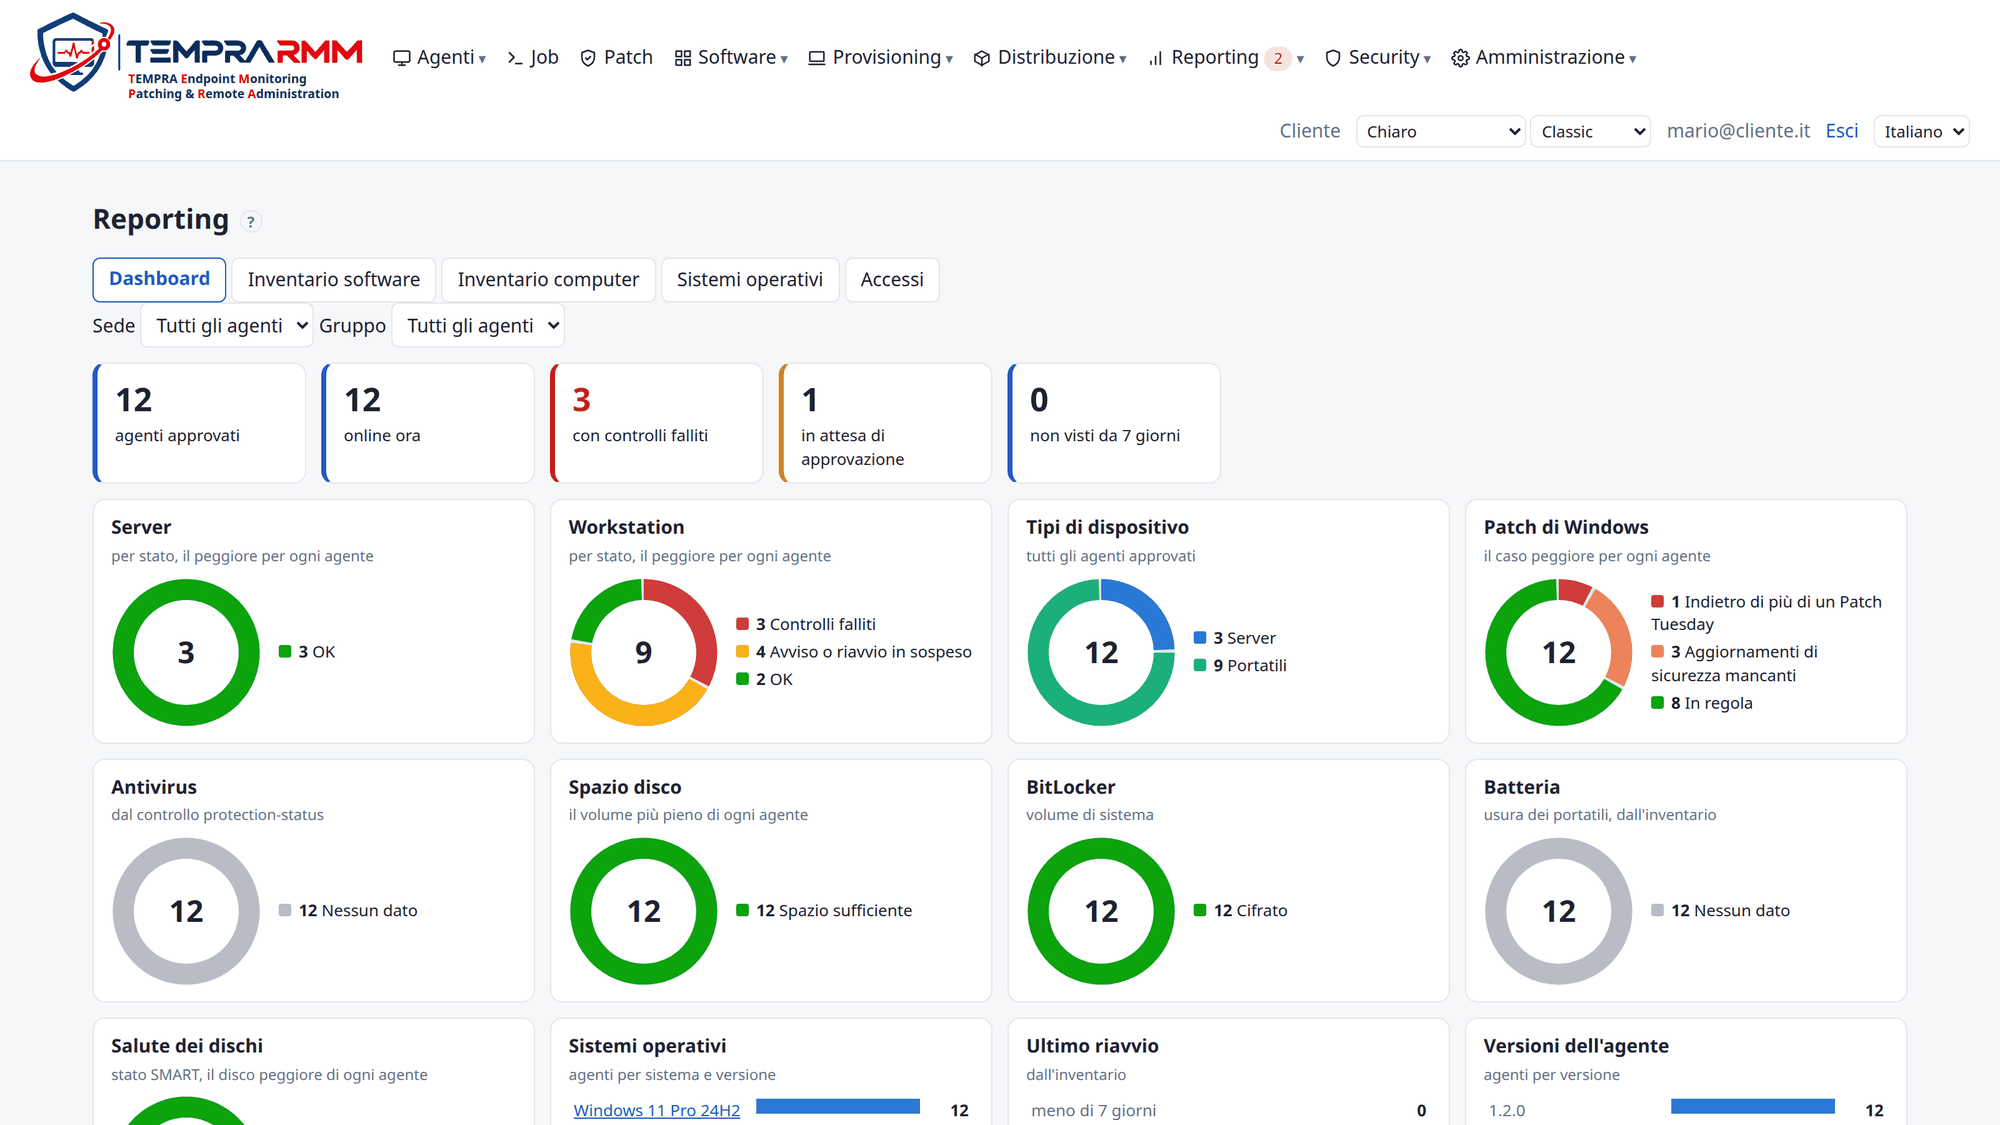 TEMPRARMM
TEMPRA Endpoint Monitoring
Patching & Remote Administration
Agenti ▾
Job
Patch
Software ▾
Provisioning ▾
Distribuzione ▾
Reporting 2 ▾
Security ▾
Amministrazione ▾
Cliente Chiaro Classic mario@cliente.it Esci Italiano
Reporting ?
Dashboard Inventario software Inventario computer Sistemi operativi Accessi
Sede Tutti gli agenti Gruppo Tutti gli agenti
12
agenti approvati
12
online ora
3
con controlli falliti
1
in attesa di
approvazione
0
non visti da 7 giorni
Server
per stato, il peggiore per ogni agente
3
3 OK
Workstation
per stato, il peggiore per ogni agente
9
3 Controlli falliti
4 Avviso o riavvio in sospeso
2 OK
Tipi di dispositivo
tutti gli agenti approvati
12
3 Server
9 Portatili
Patch di Windows
il caso peggiore per ogni agente
12
1 Indietro di più di un Patch
Tuesday
3 Aggiornamenti di
sicurezza mancanti
8 In regola
Antivirus
dal controllo protection-status
12
12 Nessun dato
Spazio disco
il volume più pieno di ogni agente
12
12 Spazio sufficiente
BitLocker
volume di sistema
12
12 Cifrato
Batteria
usura dei portatili, dall'inventario
12
12 Nessun dato
Salute dei dischi
stato SMART, il disco peggiore di ogni agente
Sistemi operativi
agenti per sistema e versione
Windows 11 Pro 24H2 12
Ultimo riavvio
dall'inventario
meno di 7 giorni 0
Versioni dell'agente
agenti per versione
1.2.0 12